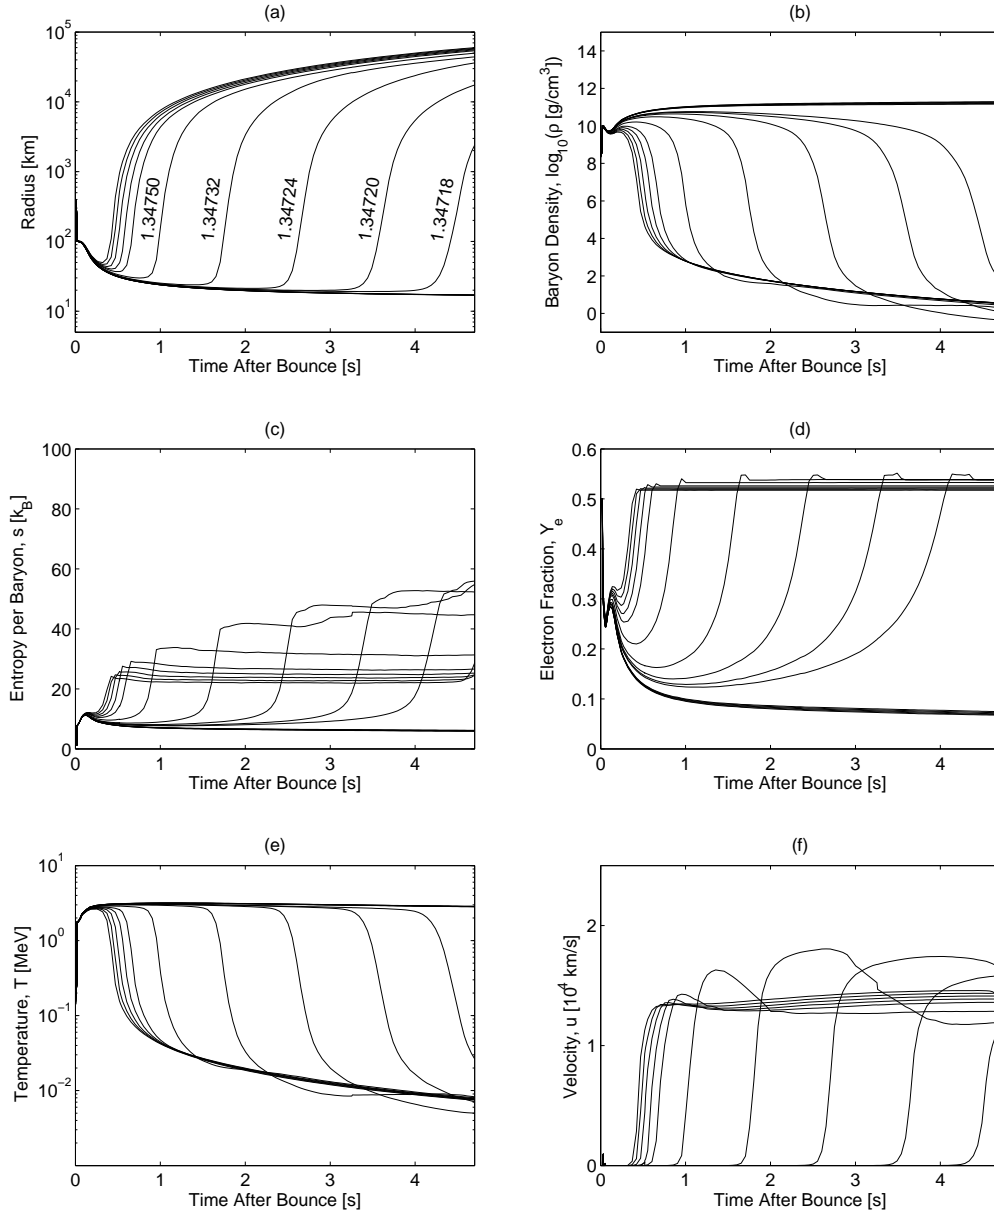 (a)
10^5
10^4
10^3
10^2
10^1
Radius [km]
1.34750
1.34732
1.34724
1.34720
1.34718
0 1 2 3 4
Time After Bounce [s]
(b)
14
12
10
8
6
4
2
0
Baryon Density, log_10(ρ [g/cm^3])
0 1 2 3 4
Time After Bounce [s]
(c)
100
80
60
40
20
0
Entropy per Baryon, s [k_B]
0 1 2 3 4
Time After Bounce [s]
(d)
0.6
0.5
0.4
0.3
0.2
0.1
0
Electron Fraction, Y_e
0 1 2 3 4
Time After Bounce [s]
(e)
10^1
10^0
10^−1
10^−2
Temperature, T [MeV]
0 1 2 3 4
Time After Bounce [s]
(f)
2
1
0
Velocity, u [10^4 km/s]
0 1 2 3 4
Time After Bounce [s]